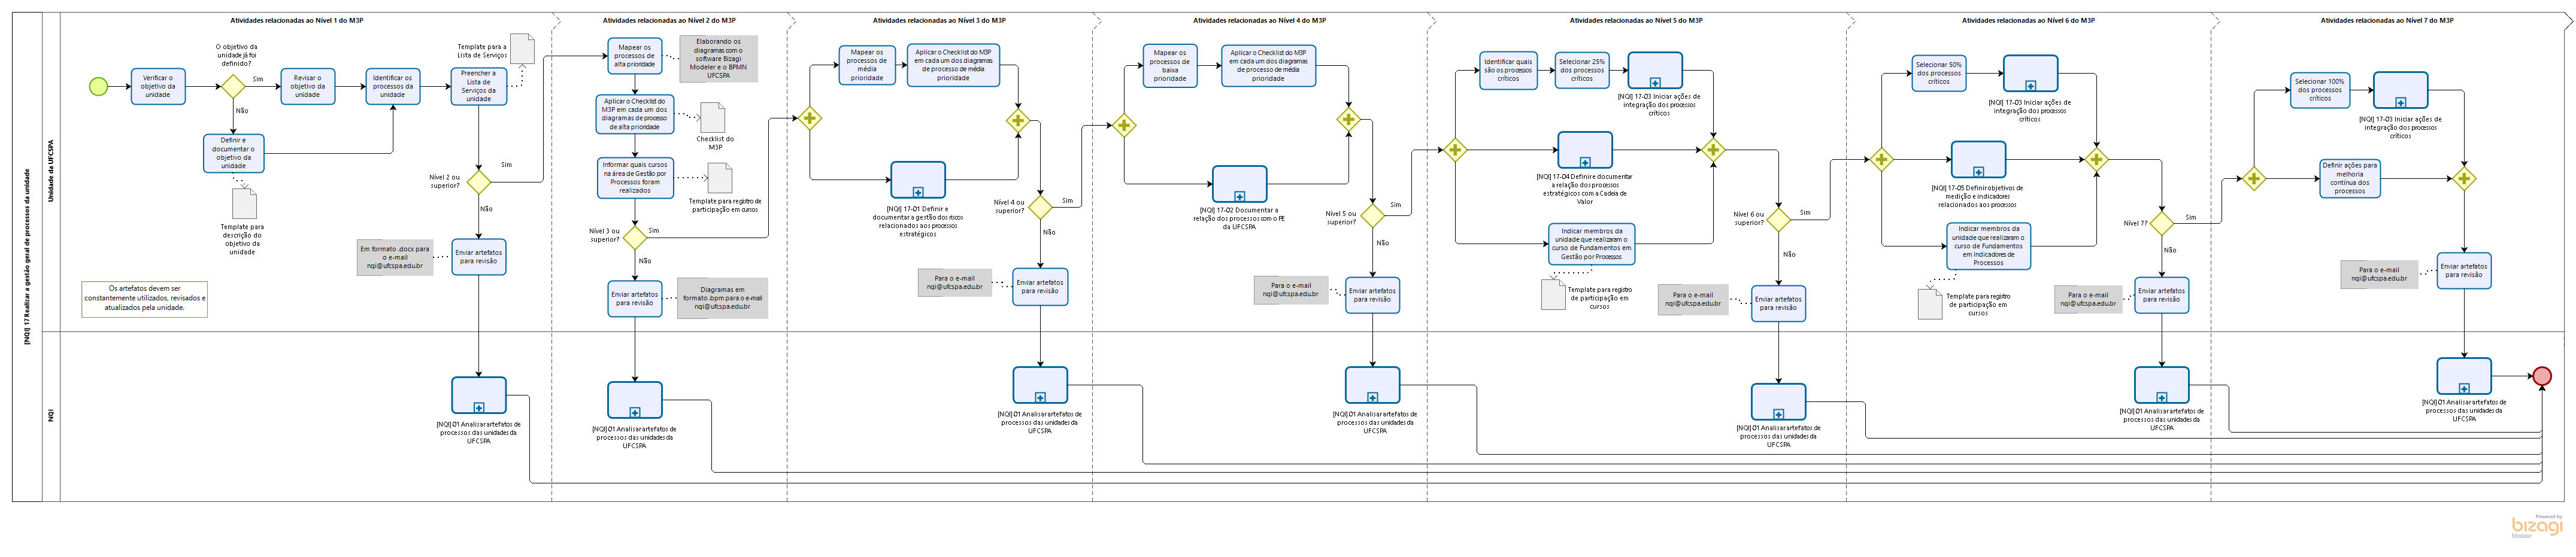 [NQI] 17 Realizar a gestão geral de processos da unidade
Unidade da UFCSPA
NQI
Atividades relacionadas ao Nível 1 do M3P
Verificar o
objetivo da
unidade
O objetivo da
unidade já foi
definido?
Sim
Não
Revisar o
objetivo da
unidade
Identificar os
processos da
unidade
Preencher a
Lista de
Serviços da
unidade
Template para a
Lista de Serviços
Definir e
documentar o
objetivo da
unidade
Template para
descrição do
objetivo da
unidade
Nível 2 ou
superior?
Sim
Não
Em formato .docx para
o e-mail
nqi@ufcspa.edu.br
Enviar artefatos
para revisão
Os artefatos devem ser
constantemente utilizados, revisados e
atualizados pela unidade.
[NQI] 01 Analisar artefatos de
processos das unidades da
UFCSPA
Atividades relacionadas ao Nível 2 do M3P
Mapear os
processos de
alta prioridade
Elaborando os
diagramas com o
software Bizagi
Modeler e o BPMN
UFCSPA
Aplicar o Checklist do
M3P em cada um dos
diagramas de processo
de alta prioridade
Checklist do
M3P
Informar quais cursos
na área de Gestão por
Processos foram
realizados
Template para registro de
participação em cursos
Nível 3 ou
superior?
Sim
Não
Enviar artefatos
para revisão
Diagramas em
formato .bpm para o e-mail
nqi@ufcspa.edu.br
[NQI] 01 Analisar artefatos de
processos das unidades da
UFCSPA
Atividades relacionadas ao Nível 3 do M3P
Mapear os
processos de
média
prioridade
Aplicar o Checklist do M3P
em cada um dos diagramas
de processo de média
prioridade
[NQI] 17-01 Definir e
documentar a gestão dos riscos
relacionados aos processos
estratégicos
Nível 4 ou
superior?
Sim
Não
Para o e-mail
nqi@ufcspa.edu.br
Enviar artefatos
para revisão
[NQI] 01 Analisar artefatos de
processos das unidades da
UFCSPA
Atividades relacionadas ao Nível 4 do M3P
Mapear os
processos de
baixa
prioridade
Aplicar o Checklist do M3P
em cada um dos diagramas
de processo de média
prioridade
[NQI] 17-02 Documentar a
relação dos processos com o PE
da UFCSPA
Nível 5 ou
superior?
Sim
Não
Para o e-mail
nqi@ufcspa.edu.br
Enviar artefatos
para revisão
[NQI] 01 Analisar artefatos de
processos das unidades da
UFCSPA
Atividades relacionadas ao Nível 5 do M3P
Identificar quais
são os processos
críticos
Selecionar 25%
dos processos
críticos
[NQI] 17-03 Iniciar ações de
integração dos processos
críticos
[NQI] 17-04 Definir e documentar
a relação dos processos
estratégicos com a Cadeia de
Valor
Indicar membros da
unidade que realizaram o
curso de Fundamentos em
Gestão por Processos
Template para registro
de participação em
cursos
Nível 6 ou
superior?
Sim
Não
Para o e-mail
nqi@ufcspa.edu.br
Enviar artefatos
para revisão
[NQI] 01 Analisar artefatos de
processos das unidades da
UFCSPA
Atividades relacionadas ao Nível 6 do M3P
Selecionar 50%
dos processos
críticos
[NQI] 17-03 Iniciar ações de
integração dos processos
críticos
[NQI] 17-05 Definir objetivos de
medição e indicadores
relacionados aos processos
Indicar membros da
unidade que realizaram o
curso de Fundamentos
em Indicadores de
Processos
Template para registro
de participação em
cursos
Nível 7?
Sim
Não
Para o e-mail
nqi@ufcspa.edu.br
Enviar artefatos
para revisão
[NQI] 01 Analisar artefatos de
processos das unidades da
UFCSPA
Atividades relacionadas ao Nível 7 do M3P
Selecionar 100%
dos processos
críticos
[NQI] 17-03 Iniciar ações de
integração dos processos
críticos
Definir ações para
melhoria
contínua dos
processos
Para o e-mail
nqi@ufcspa.edu.br
Enviar artefatos
para revisão
[NQI] 01 Analisar artefatos de
processos das unidades da
UFCSPA
Powered by
bizagi
Modeler